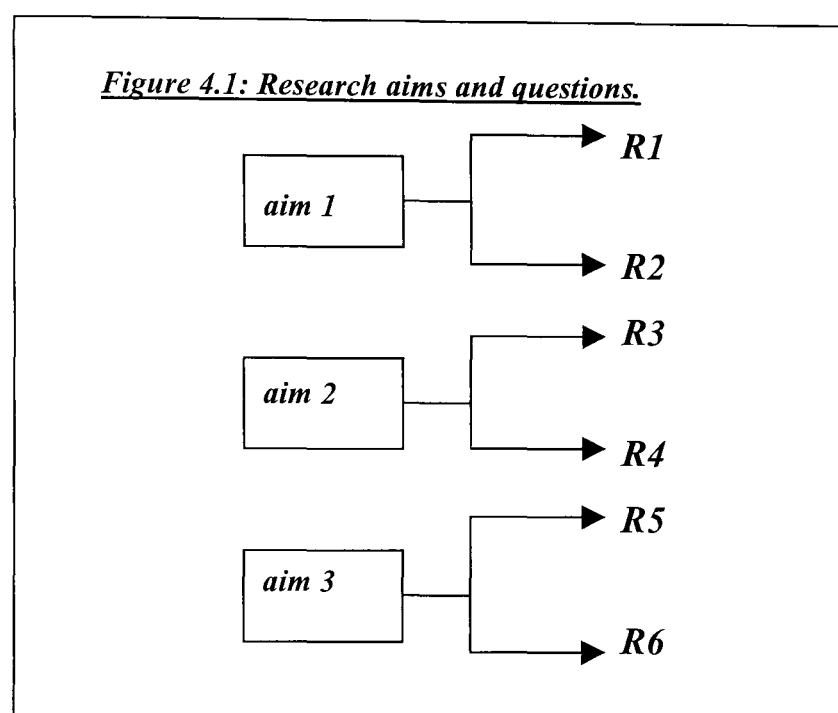 Figure 4.1: Research aims and questions.
R1
aim 1
R2
R3
aim 2
R4
R5
aim 3
R6